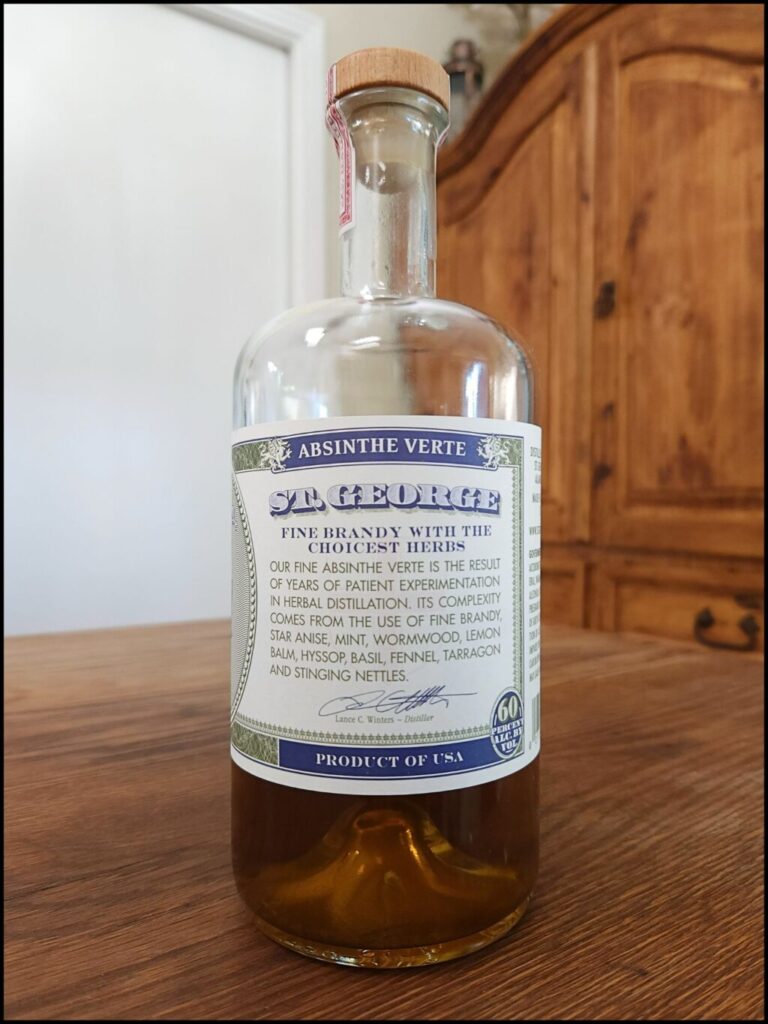 ABSINTHE VERTE
ST. GEORGE
FINE BRANDY WITH THE
CHOICEST HERBS
OUR FINE ABSINTHE VERTE IS THE RESULT
OF YEARS OF PATIENT EXPERIMENTATION
IN HERBAL DISTILLATION. ITS COMPLEXITY
COMES FROM THE USE OF FINE BRANDY,
STAR ANISE, MINT, WORMWOOD, LEMON
BALM, HYSSOP, BASIL, FENNEL, TARRAGON
AND STINGING NETTLES.
Lance C. Winters – Distiller
60
PERCENT
ALC. BY
VOL.
PRODUCT OF USA